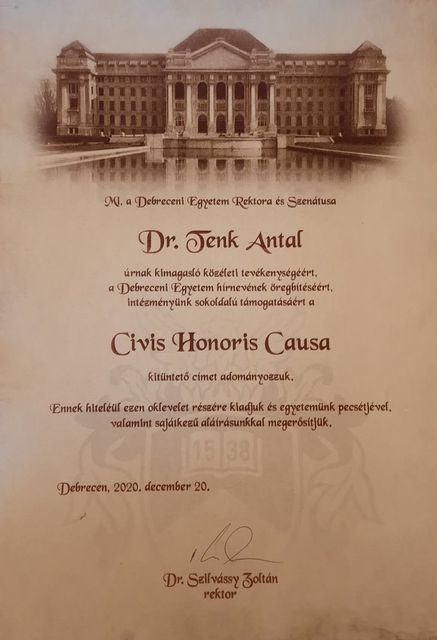 Mi, a Debreceni Egyetem Rektora és Szenátusa
Dr. Tenk Antal
úrnak kimagasló közéleti tevékenységéért,
a Debreceni Egyetem hírnevének öregbítéséért,
intézményünk sokoldalú támogatásáért a
Civis Honoris Causa
kitüntető címet adományozzuk.
Ennek hiteléül ezen oklevelet részére kiadjuk és egyetemünk pecsétjével,
valamint sajátkezű aláírásunkkal megerősítjük.
1538
Debrecen, 2020. december 20.
Dr. Szilvássy Zoltán
rektor